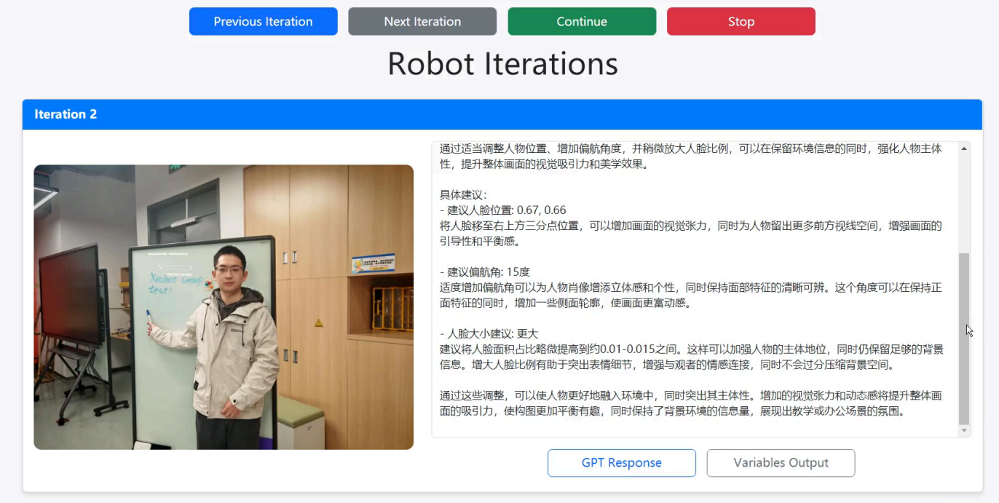 Previous Iteration
Next Iteration
Continue
Stop
Robot Iterations
Iteration 2
Xrobot Group
test!
通过适当调整人物位置、增加偏航角度，并稍微放大人脸比例，可以在保留环境信息的同时，强化人物主体
性，提升整体画面的视觉吸引力和美学效果。
具体建议：
- 建议人脸位置: 0.67, 0.66
将人脸移至右上方三分点位置，可以增加画面的视觉张力，同时为人物留出更多前方视线空间，增强画面的
引导性和平衡感。
- 建议偏航角: 15度
适度增加偏航角可以为人物肖像增添立体感和个性，同时保持面部特征的清晰可辨。这个角度可以在保持正
面特征的同时，增加一些侧面轮廓，使画面更富动感。
- 人脸大小建议: 更大
建议将人脸面积占比略微提高到约0.01-0.015之间。这样可以加强人物的主体地位，同时仍保留足够的背景
信息。增大人脸比例有助于突出表情细节，增强与观者的情感连接，同时不会过分压缩背景空间。
通过这些调整，可以使人物更好地融入环境中，同时突出其主体性。增加的视觉张力和动态感将提升整体画
面的吸引力，使构图更加平衡有趣，同时保持了背景环境的信息量，展现出教学或办公场景的氛围。
GPT Response
Variables Output